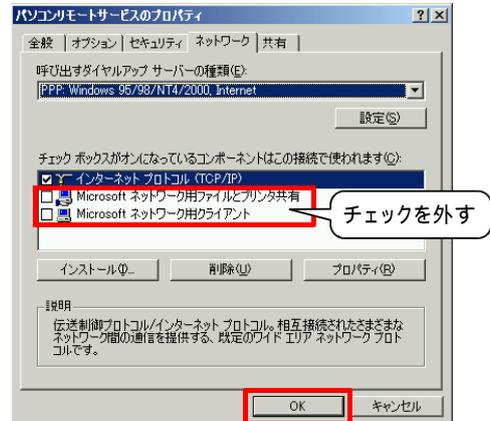 パソコンリモートサービスのプロパティ
全般 オプション セキュリティ ネットワーク 共有
呼び出すダイヤルアップ サーバーの種類(E):
PPP: Windows 95/98/NT4/2000, Internet
設定(S)
チェック ボックスがオンになっているコンポーネントはこの接続で使われます(C):
インターネット プロトコル (TCP/IP)
Microsoft ネットワーク用ファイルとプリンタ共有
Microsoft ネットワーク用クライアント
チェックを外す
インストール(I)... 削除(U) プロパティ(R)
説明
伝送制御プロトコル/インターネット プロトコル。相互接続されたさまざまな
ネットワーク間の通信を提供する、既定のワイド エリア ネットワーク プロト
コルです。
OK キャンセル